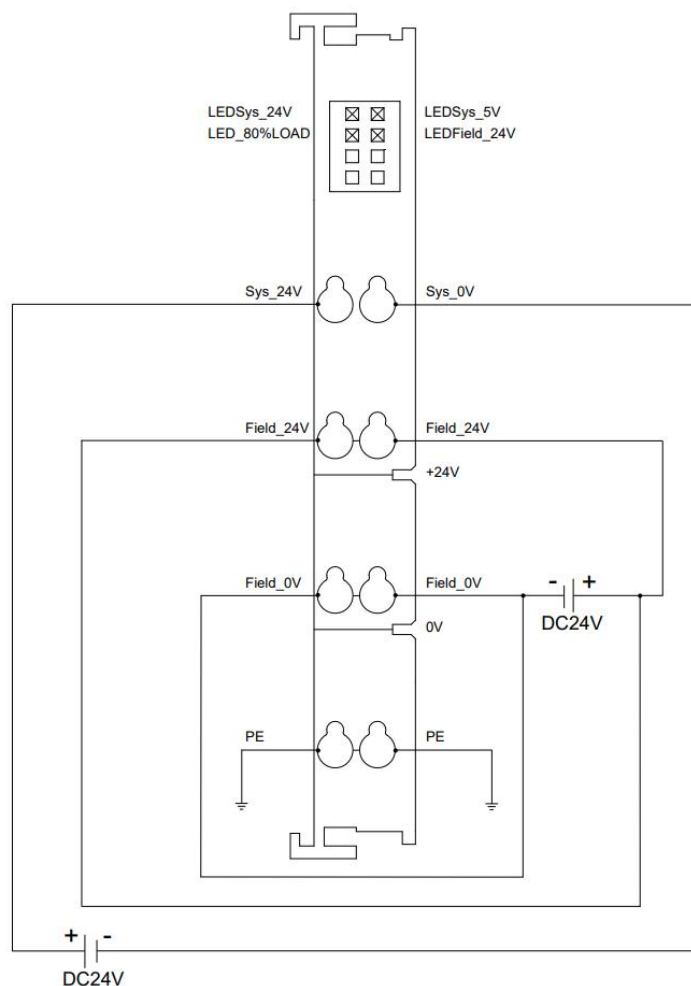 LEDSys_24V LEDSys_5V
LED_80%LOAD LEDField_24V
Sys_24V Sys_0V
Field_24V Field_24V
+24V
Field_0V Field_0V
- +
DC24V
0V
PE PE
+ -
DC24V